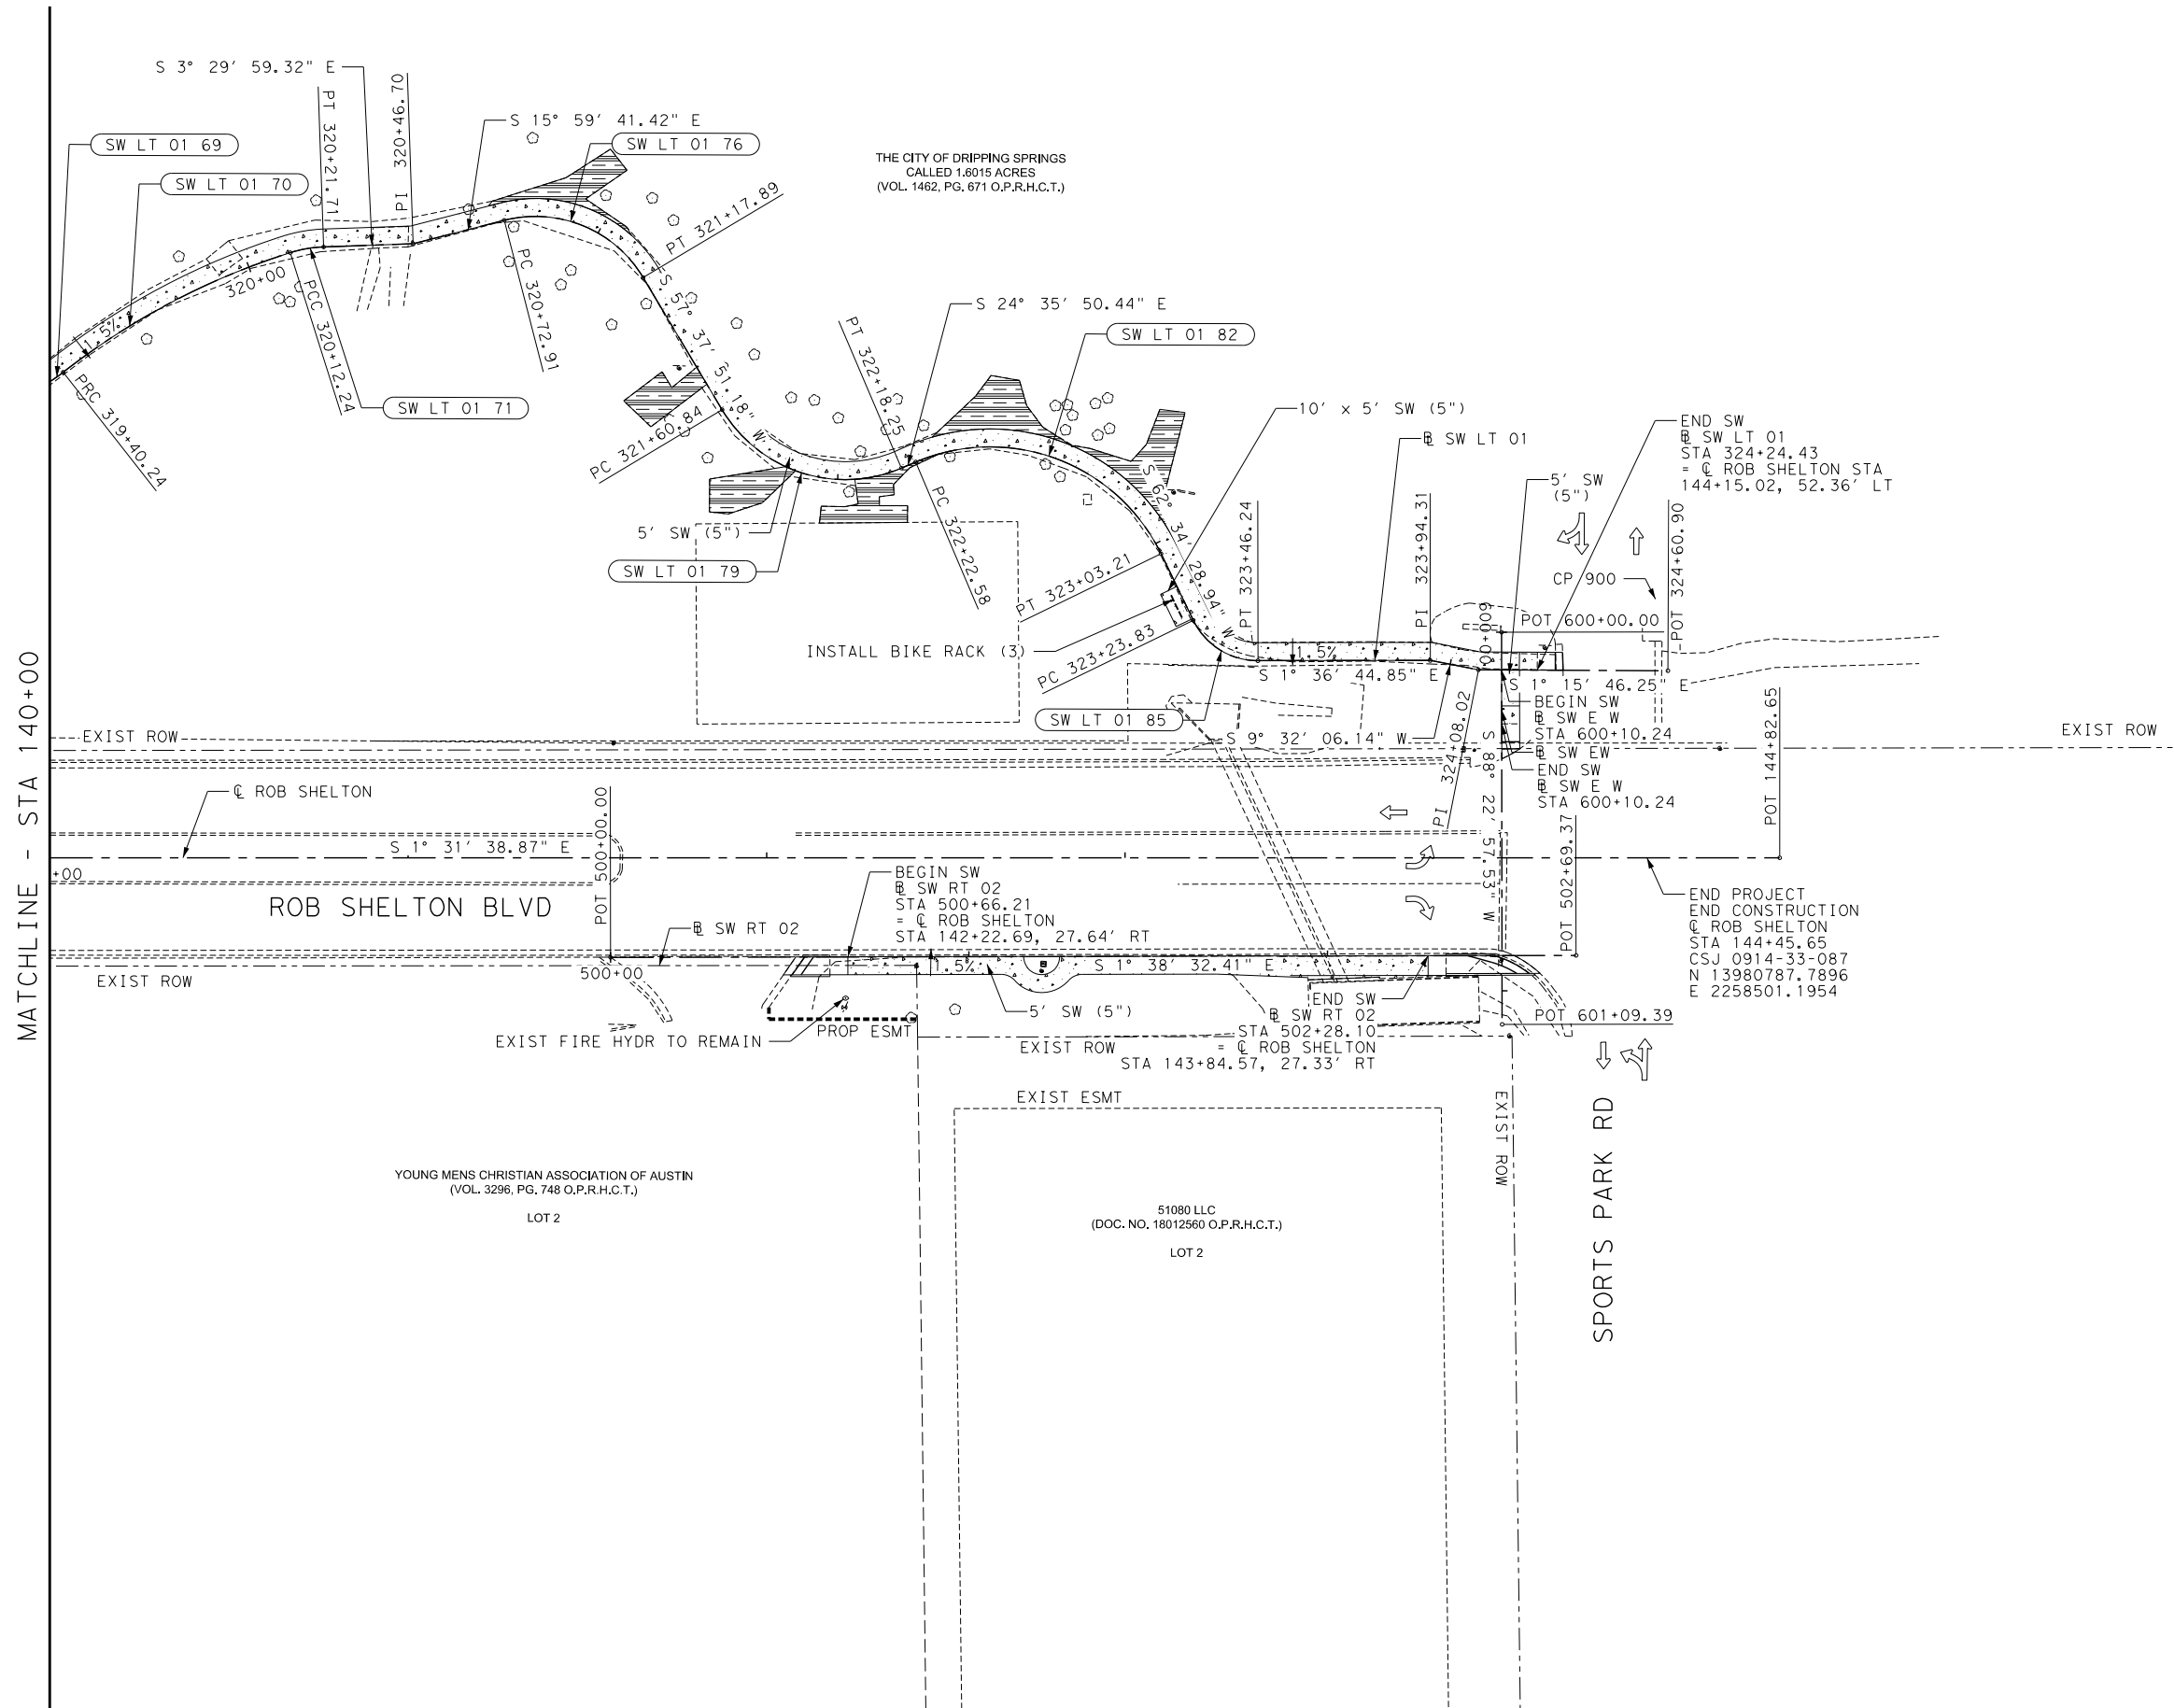 S 3° 29′ 59.32" E
PT 320+21.71
PI 320+46.70
S 15° 59′ 41.42" E
SW LT 01 69
SW LT 01 70
SW LT 01 76
THE CITY OF DRIPPING SPRINGS
CALLED 1.6015 ACRES
(VOL. 1462, PG. 671 O.P.R.H.C.T.)
PT 321+17.89
320+00
1.5%
PRC 319+40.24
PCC 320+12.24
SW LT 01 71
PC 320+72.91
S 57° 37′ 51.18" W
PC 321+60.84
PT 322+18.25
S 24° 35′ 50.44" E
SW LT 01 82
10′ x 5′ SW (5")
℄ SW LT 01
END SW
℄ SW LT 01
STA 324+24.43
= ℄ ROB SHELTON STA
144+15.02, 52.36′ LT
5′ SW
(5")
5′ SW (5")
SW LT 01 79
PC 322+22.58
S 62° 34′ 28.94" W
PT 323+03.21
PC 323+23.83
INSTALL BIKE RACK (3)
PT 323+46.24
PI 323+94.31
CP 900
POT 324+60.90
600+00
POT 600+00.00
1.5%
S 1° 36′ 44.85" E
S 1° 15′ 46.25" E
SW LT 01 85
S 9° 32′ 06.14" W
PI 324+08.02
BEGIN SW
℄ SW E W
STA 600+10.24
℄ SW EW
END SW
℄ SW E W
STA 600+10.24
S 88° 22′ 57.53" W
POT 144+82.65
EXIST ROW
EXIST ROW
MATCHLINE - STA 140+00
℄ ROB SHELTON
S 1° 31′ 38.87" E
+00
ROB SHELTON BLVD
POT 500+00.00
POT 502+69.37
BEGIN SW
℄ SW RT 02
STA 500+66.21
= ℄ ROB SHELTON
STA 142+22.69, 27.64′ RT
END PROJECT
END CONSTRUCTION
℄ ROB SHELTON
STA 144+45.65
CSJ 0914-33-087
N 13980787.7896
E 2258501.1954
℄ SW RT 02
500+00
EXIST ROW
1.5%
S 1° 38′ 32.41" E
5′ SW (5")
PROP ESMT
EXIST FIRE HYDR TO REMAIN
END SW
℄ SW RT 02
STA 502+28.10
= ℄ ROB SHELTON
STA 143+84.57, 27.33′ RT
EXIST ROW
POT 601+09.39
EXIST ESMT
EXIST ROW
SPORTS PARK RD
YOUNG MENS CHRISTIAN ASSOCIATION OF AUSTIN
(VOL. 3296, PG. 748 O.P.R.H.C.T.)
LOT 2
51080 LLC
(DOC. NO. 18012560 O.P.R.H.C.T.)
LOT 2